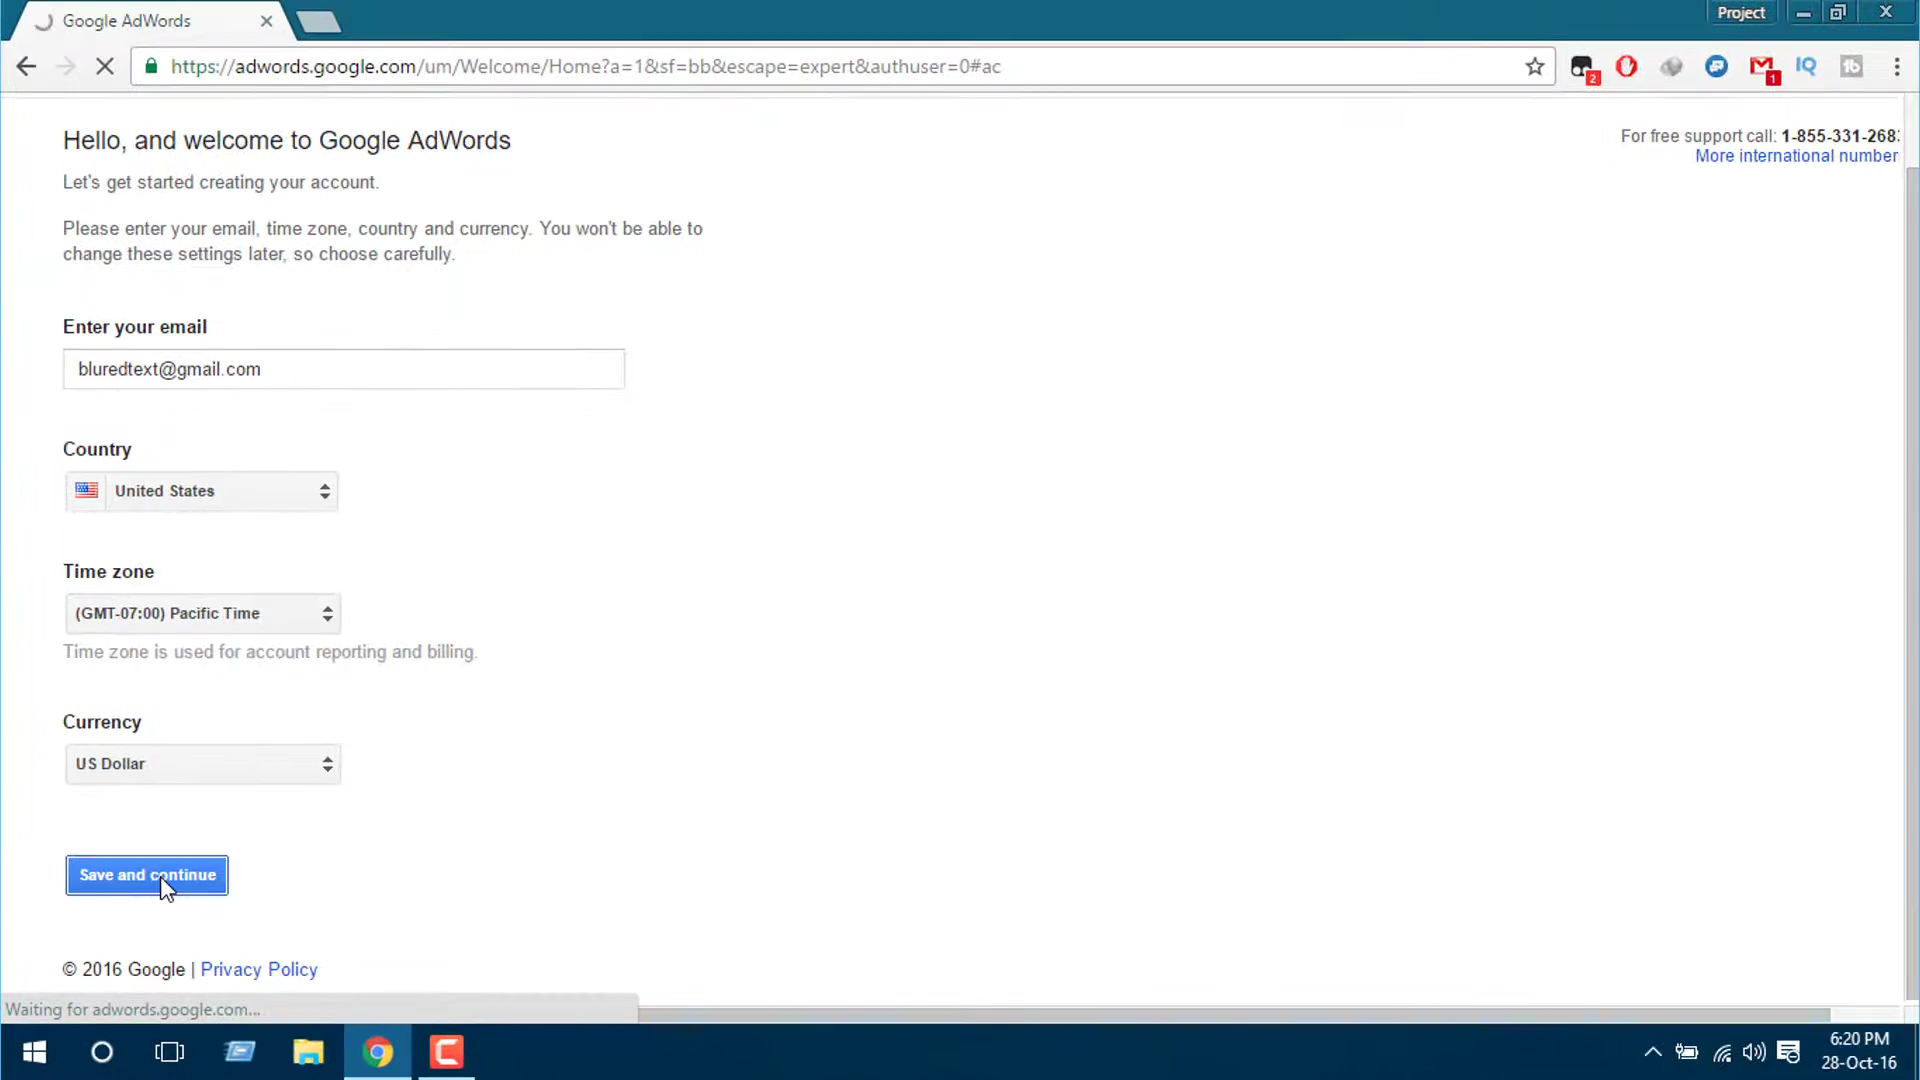 Google AdWords
Project
https://adwords.google.com/um/Welcome/Home?a=1&sf=bb&escape=expert&authuser=0#ac
2
1
IQ
tb
Hello, and welcome to Google AdWords
For free support call: 1-855-331-268
More international number
Let's get started creating your account.
Please enter your email, time zone, country and currency. You won't be able to
change these settings later, so choose carefully.
Enter your email
bluredtext@gmail.com
Country
United States
Time zone
(GMT-07:00) Pacific Time
Time zone is used for account reporting and billing.
Currency
US Dollar
Save and continue
© 2016 Google | Privacy Policy
Waiting for adwords.google.com...
6:20 PM
28-Oct-16